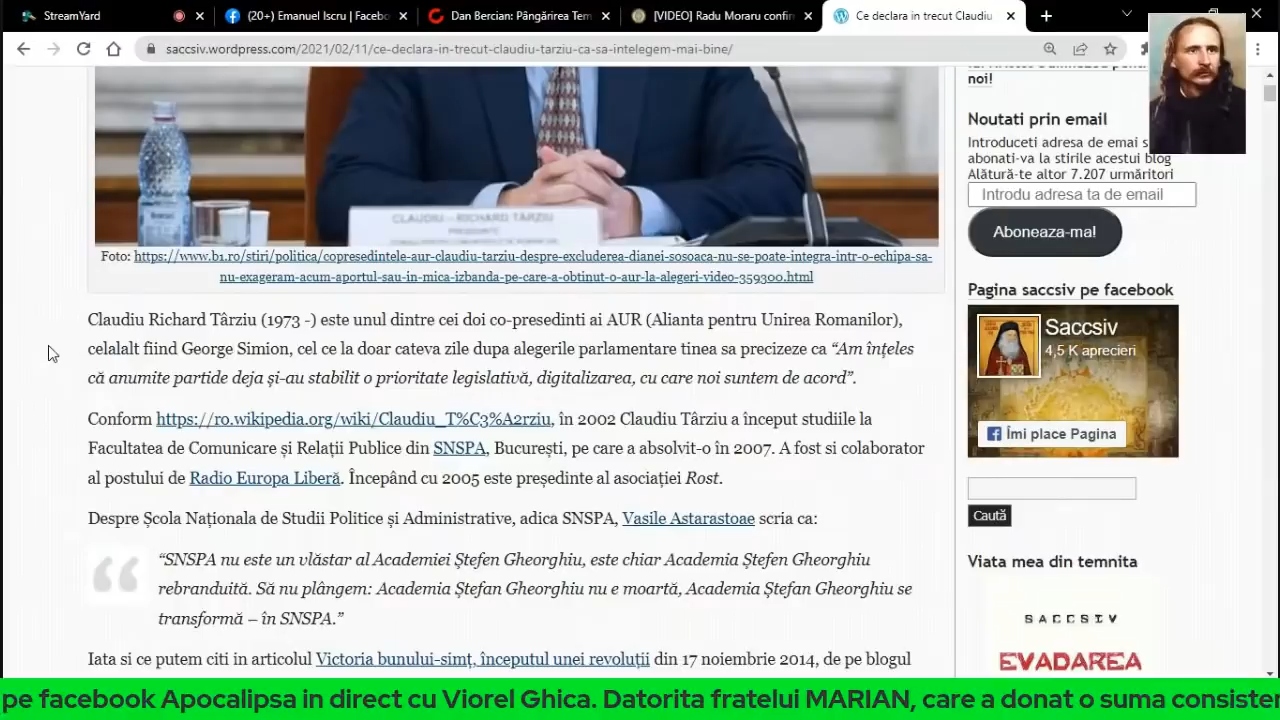 StreamYard
(20+) Emanuel Iscru | Facebo
Dan Bercian: Pângărirea Tem
[VIDEO] Radu Moraru confirm
Ce declara in trecut Claudiu
saccsiv.wordpress.com/2021/02/11/ce-declara-in-trecut-claudiu-tarziu-ca-sa-intelegem-mai-bine/
CLAUDIU - RICHARD TÂRZIU
Foto: https://www.b1.ro/stiri/politica/copresedintele-aur-claudiu-tarziu-despre-excluderea-dianei-sosoaca-nu-se-poate-integra-intr-o-echipa-sa-
nu-exageram-acum-aportul-sau-in-mica-izbanda-pe-care-a-obtinut-o-aur-la-alegeri-video-359300.html
Claudiu Richard Târziu (1973 -) este unul dintre cei doi co-presedinti ai AUR (Alianta pentru Unirea Romanilor),
celalalt fiind George Simion, cel ce la doar cateva zile dupa alegerile parlamentare tinea sa precizeze ca “Am înțeles
că anumite partide deja și-au stabilit o prioritate legislativă, digitalizarea, cu care noi suntem de acord”.
Conform https://ro.wikipedia.org/wiki/Claudiu_T%C3%A2rziu, în 2002 Claudiu Târziu a început studiile la
Facultatea de Comunicare și Relații Publice din SNSPA, București, pe care a absolvit-o în 2007. A fost si colaborator
al postului de Radio Europa Liberă. Începând cu 2005 este președinte al asociației Rost.
Despre Școla Naționala de Studii Politice și Administrative, adica SNSPA, Vasile Astarastoae scria ca:
“SNSPA nu este un vlăstar al Academiei Ștefen Gheorghiu, este chiar Academia Ștefen Gheorghiu
rebranduită. Să nu plângem: Academia Ștefan Gheorghiu nu e moartă, Academia Ștefan Gheorghiu se
transformă – în SNSPA.”
Iata si ce putem citi in articolul Victoria bunului-simț, începutul unei revoluții din 17 noiembrie 2014, de pe blogul
noi!
Noutati prin email
Introduceti adresa de emai s
abonati-va la stirile acestui blog
Alătură-te altor 7.207 urmăritori
Introdu adresa ta de email
Aboneaza-ma!
Pagina saccsiv pe facebook
Saccsiv
4,5 K aprecieri
Îmi place Pagina
Caută
Viata mea din temnita
SACCSIV
EVADAREA
pe facebook Apocalipsa in direct cu Viorel Ghica. Datorita fratelui MARIAN, care a donat o suma consister